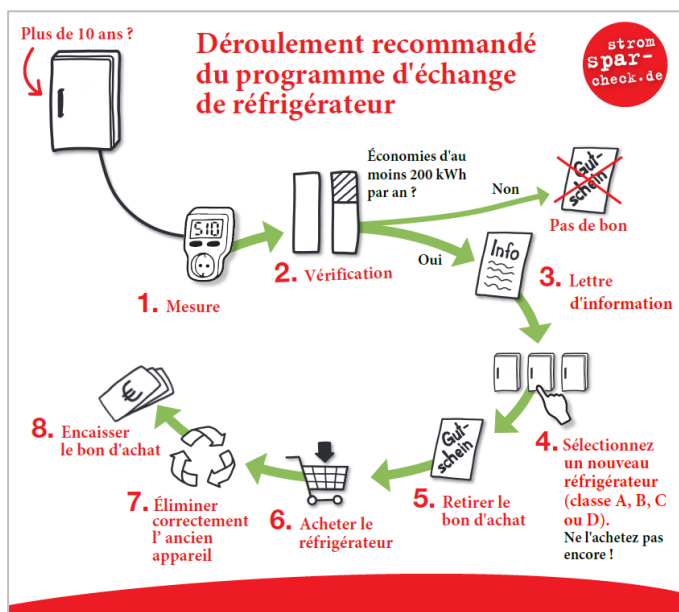 Plus de 10 ans ?
Déroulement recommandé
du programme d'échange
de réfrigérateur
strom
spar-
check.de
Économies d'au
moins 200 kWh
par an ?
Non
Gut-
schein
Pas de bon
Oui
510
1. Mesure
2. Vérification
Info
3. Lettre
d'information
4. Sélectionnez
un nouveau
réfrigérateur
(classe A, B, C
ou D).
Ne l'achetez pas
encore !
Gut-
schein
5. Retirer le
bon d'achat
6. Acheter le
réfrigérateur
7. Éliminer
correctement
l' ancien
appareil
€
8. Encaisser
le bon d'achat